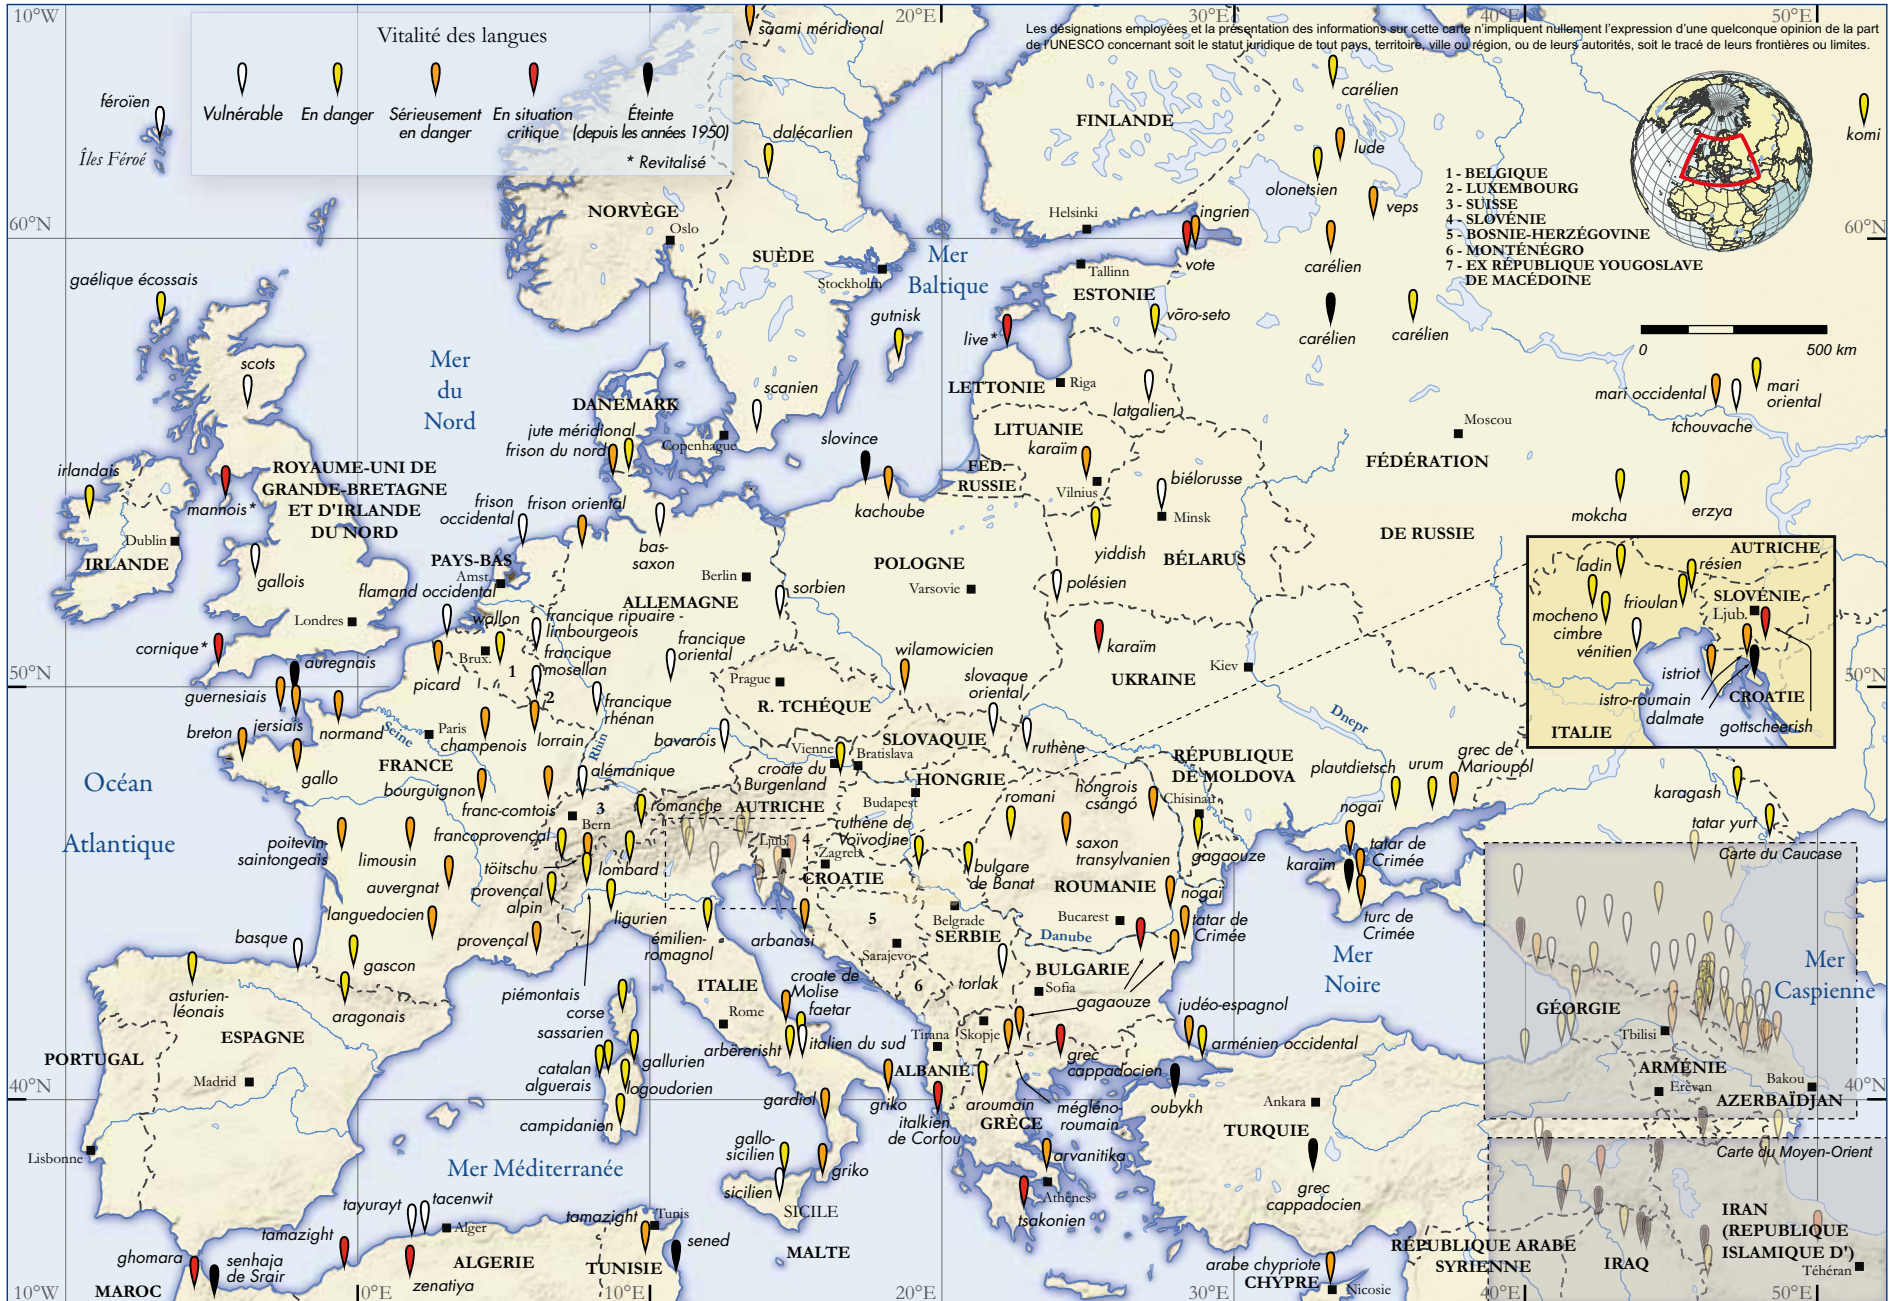 10°W
20°E
30°E
40°E
50°E
Les désignations employées et la présentation des informations sur cette carte n'impliquent nullement l'expression d'une quelconque opinion de la part
de l'UNESCO concernant soit le statut juridique de tout pays, territoire, ville ou région, ou de leurs autorités, soit le tracé de leurs frontières ou limites.
Vitalité des langues
Vulnérable
En danger
Sérieusement
en danger
En situation
critique
Éteinte
(depuis les années 1950)
* Revitalisé
1 - BELGIQUE
2 - LUXEMBOURG
3 - SUISSE
4 - SLOVÉNIE
5 - BOSNIE-HERZÉGOVINE
6 - MONTÉNÉGRO
7 - EX RÉPUBLIQUE YOUGOSLAVE
DE MACÉDOINE
0
500 km
saami méridional
féroïen
Îles Féroé
dalécarlien
FINLANDE
carélien
lude
olonetsien
veps
komi
60°N
NORVÈGE
Oslo
SUÈDE
Stockholm
Mer
Baltique
Helsinki
ingrien
vote
carélien
60°N
Tallinn
ESTONIE
võro-seto
gutnisk
live *
carélien
carélien
gaélique écossais
scots
Mer
du
Nord
scanien
DANEMARK
Copenhague
jute méridional
frison du nord
LETTONIE
Riga
latgalien
LITUANIE
karaïm
FED.
RUSSIE
Vilnius
Moscou
FÉDÉRATION
DE RUSSIE
mari occidental
mari
oriental
tchouvache
mokcha
erzya
irlandais
Dublin
IRLANDE
mannois *
ROYAUME-UNI DE
GRANDE-BRETAGNE
ET D'IRLANDE
DU NORD
gallois
Londres
cornique *
slovince
kachoube
biélorusse
Minsk
BÉLARUS
yiddish
polésien
frison
occidental
frison oriental
bas-
saxon
PAYS-BAS
Amst.
flamand occidental
Berlin
ALLEMAGNE
sorbien
POLOGNE
Varsovie
wallon
Brux.
1
2
francique ripuaire -
limbourgeois
francique
mosellan
francique
oriental
francique
rhénan
picard
auregnais
guernesiais
jersiais
normand
breton
gallo
50°N
Seine
Paris
champenois
lorrain
Rhin
FRANCE
bourguignon
franc-comtois
alémanique
bavarois
Prague
R. TCHÈQUE
wilamowicien
slovaque
oriental
SLOVAQUIE
ruthène
Vienne
Bratislava
croate du
Burgenland
AUTRICHE
HONGRIE
Budapest
karaïm
Kiev
UKRAINE
Dnepr
RÉPUBLIQUE
DE MOLDOVA
Chisinau
hongrois
csángó
romani
saxon
transylvanien
gagaouze
plautdietsch
urum
grec de
Marioupol
nogaï
tatar de
Crimée
karaïm
turc de
Crimée
karagash
tatar yurt
50°N
AUTRICHE
ladin
résien
mocheno
cimbre
vénitien
frioulan
SLOVÉNIE
Ljub.
istriot
istro-roumain
dalmate
CROATIE
gottscheerish
ITALIE
Océan
Atlantique
3
Bern
romanche
francoprovençal
töitschu
lombard
provençal
alpin
ligurien
piémontais
poitevin-
saintongeais
limousin
auvergnat
languedocien
provençal
basque
gascon
aragonais
asturien-
léonais
ESPAGNE
PORTUGAL
Madrid
Lisbonne
Ljub.
4
Zagreb
CROATIE
ruthène de
Voïvodine
bulgare
de Banat
ROUMANIE
Bucarest
nogaï
tatar de
Crimée
5
Belgrade
SERBIE
Danube
Sarajevo
6
torlak
BULGARIE
Sofia
gagaouze
émilien-
romagnol
arbanasi
ITALIE
Rome
croate de
Molise
faetar
arbërerisht
italien du sud
corse
sassarien
gallurien
catalan
alguerais
logoudorien
campidanien
Tirana
Skopje
7
ALBANIE
aroumain
mégléno-
roumain
grec
cappadocien
judéo-espagnol
arménien occidental
oubykh
Mer
Noire
Mer
Caspienne
Carte du Caucase
GÉORGIE
Tbilisi
ARMÉNIE
Erevan
Bakou
AZERBAÏDJAN
40°N
40°N
Ankara
TURQUIE
grec
cappadocien
Carte du Moyen-Orient
IRAN
(REPUBLIQUE
ISLAMIQUE D')
Téhéran
IRAQ
RÉPUBLIQUE ARABE
SYRIENNE
gardiol
griko
italkien
de Corfou
GRÈCE
arvanitika
Athènes
tsakonien
gallo-
sicilien
sicilien
griko
SICILE
MALTE
Mer Méditerranée
tayurayt
tacenwit
Alger
tamazight
ghomara
senhaja
de Srair
MAROC
zenatiya
ALGERIE
tamazight
Tunis
sened
TUNISIE
arabe chypriote
CHYPRE
Nicosie
10°W
0°E
10°E
20°E
30°E
40°E
50°E